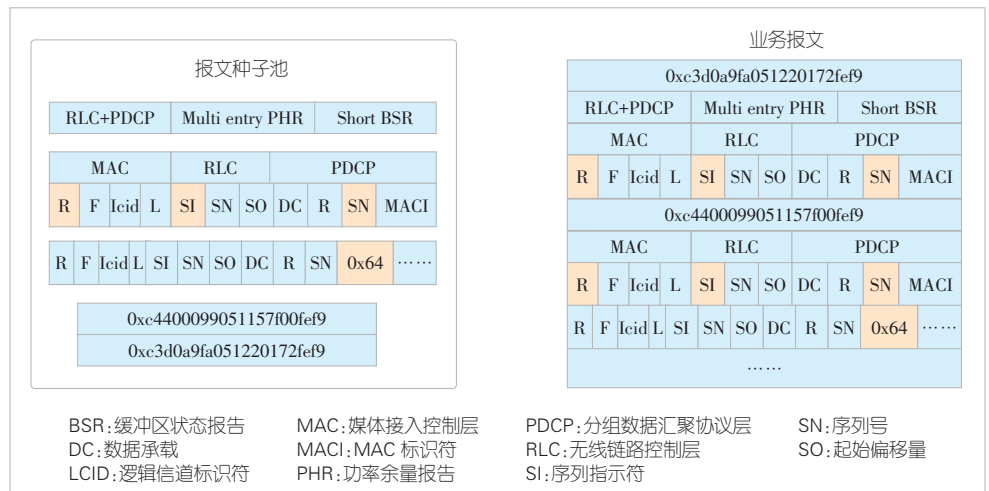 报文种子池
RLC+PDCP Multi entry PHR Short BSR
MAC RLC PDCP
R F Icid L SI SN SO DC R SN MACI
R F Icid L SI SN SO DC R SN 0x64 ……
0xc4400099051157f00fef9
0xc3d0a9fa051220172fef9
业务报文
0xc3d0a9fa051220172fef9
RLC+PDCP Multi entry PHR Short BSR
MAC RLC PDCP
R F Icid L SI SN SO DC R SN MACI
0xc4400099051157f00fef9
MAC RLC PDCP
R F Icid L SI SN SO DC R SN MACI
R F Icid L SI SN SO DC R SN 0x64 ……
……
BSR:缓冲区状态报告 MAC:媒体接入控制层 PDCP:分组数据汇聚协议层 SN:序列号
DC:数据承载 MACI:MAC 标识符 RLC:无线链路控制层 SO:起始偏移量
LCID:逻辑信道标识符 PHR:功率余量报告 SI:序列指示符